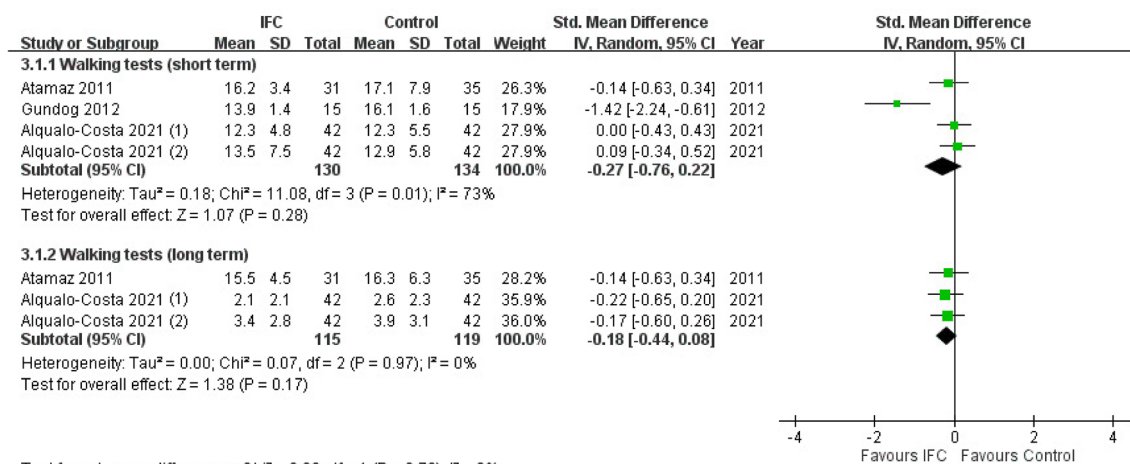 IFC Control Std. Mean Difference Std. Mean Difference
Study or Subgroup Mean SD Total Mean SD Total Weight IV, Random, 95% CI Year IV, Random, 95% CI
3.1.1 Walking tests (short term)
Atamaz 2011 16.2 3.4 31 17.1 7.9 35 26.3% -0.14 [-0.63, 0.34] 2011
Gundog 2012 13.9 1.4 15 16.1 1.6 15 17.9% -1.42 [-2.24, -0.61] 2012
Alqualo-Costa 2021 (1) 12.3 4.8 42 12.3 5.5 42 27.9% 0.00 [-0.43, 0.43] 2021
Alqualo-Costa 2021 (2) 13.5 7.5 42 12.9 5.8 42 27.9% 0.09 [-0.34, 0.52] 2021
Subtotal (95% CI) 130 134 100.0% -0.27 [-0.76, 0.22]
Heterogeneity: Tau² = 0.18; Chi² = 11.08, df = 3 (P = 0.01); I² = 73%
Test for overall effect: Z = 1.07 (P = 0.28)
3.1.2 Walking tests (long term)
Atamaz 2011 15.5 4.5 31 16.3 6.3 35 28.2% -0.14 [-0.63, 0.34] 2011
Alqualo-Costa 2021 (1) 2.1 2.1 42 2.6 2.3 42 35.9% -0.22 [-0.65, 0.20] 2021
Alqualo-Costa 2021 (2) 3.4 2.8 42 3.9 3.1 42 36.0% -0.17 [-0.60, 0.26] 2021
Subtotal (95% CI) 115 119 100.0% -0.18 [-0.44, 0.08]
Heterogeneity: Tau² = 0.00; Chi² = 0.07, df = 2 (P = 0.97); I² = 0%
Test for overall effect: Z = 1.38 (P = 0.17)
-4 -2 0 2 4
Favours IFC Favours Control